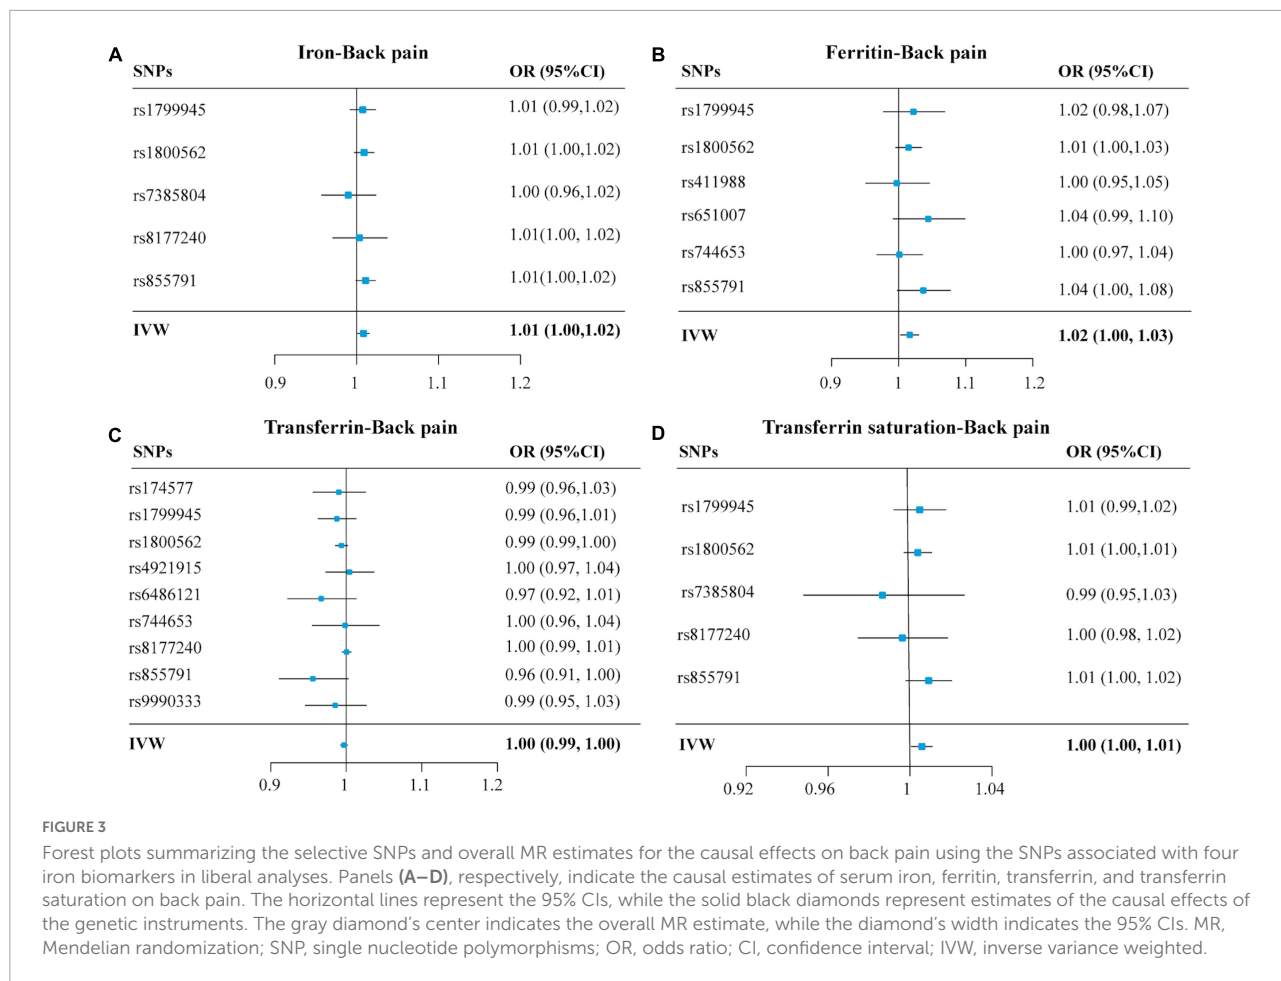 A Iron-Back pain
SNPs OR (95%CI)
rs1799945 1.01 (0.99,1.02)
rs1800562 1.01 (1.00,1.02)
rs7385804 1.00 (0.96,1.02)
rs8177240 1.01(1.00, 1.02)
rs855791 1.01(1.00,1.02)
IVW 1.01 (1.00,1.02)
0.9 1 1.1 1.2
B Ferritin-Back pain
SNPs OR (95%CI)
rs1799945 1.02 (0.98,1.07)
rs1800562 1.01 (1.00,1.03)
rs411988 1.00 (0.95,1.05)
rs651007 1.04 (0.99, 1.10)
rs744653 1.00 (0.97, 1.04)
rs855791 1.04 (1.00, 1.08)
IVW 1.02 (1.00, 1.03)
0.9 1 1.1 1.2
C Transferrin-Back pain
SNPs OR (95%CI)
rs174577 0.99 (0.96,1.03)
rs1799945 0.99 (0.96,1.01)
rs1800562 0.99 (0.99,1.00)
rs4921915 1.00 (0.97, 1.04)
rs6486121 0.97 (0.92, 1.01)
rs744653 1.00 (0.96, 1.04)
rs8177240 1.00 (0.99, 1.01)
rs855791 0.96 (0.91, 1.00)
rs9990333 0.99 (0.95, 1.03)
IVW 1.00 (0.99, 1.00)
0.9 1 1.1 1.2
D Transferrin saturation-Back pain
SNPs OR (95%CI)
rs1799945 1.01 (0.99,1.02)
rs1800562 1.01 (1.00,1.01)
rs7385804 0.99 (0.95,1.03)
rs8177240 1.00 (0.98, 1.02)
rs855791 1.01 (1.00, 1.02)
IVW 1.00 (1.00, 1.01)
0.92 0.96 1 1.04
FIGURE 3
Forest plots summarizing the selective SNPs and overall MR estimates for the causal effects on back pain using the SNPs associated with four
iron biomarkers in liberal analyses. Panels (A–D), respectively, indicate the causal estimates of serum iron, ferritin, transferrin, and transferrin
saturation on back pain. The horizontal lines represent the 95% CIs, while the solid black diamonds represent estimates of the causal effects of
the genetic instruments. The gray diamond's center indicates the overall MR estimate, while the diamond's width indicates the 95% CIs. MR,
Mendelian randomization; SNP, single nucleotide polymorphisms; OR, odds ratio; CI, confidence interval; IVW, inverse variance weighted.